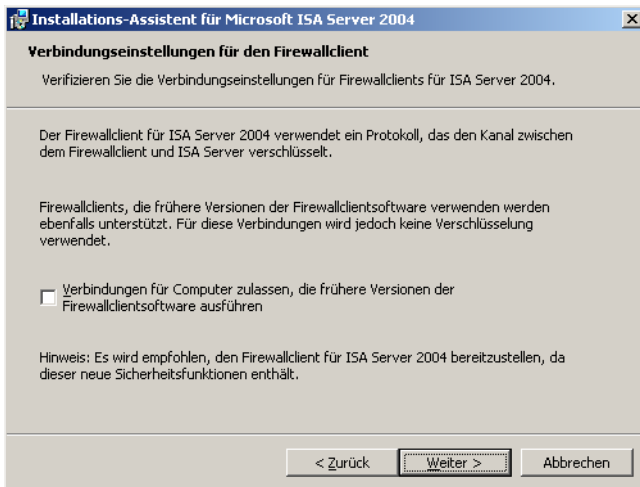 Installations-Assistent für Microsoft ISA Server 2004
Verbindungseinstellungen für den Firewallclient
Verifizieren Sie die Verbindungseinstellungen für Firewallclients für ISA Server 2004.
Der Firewallclient für ISA Server 2004 verwendet ein Protokoll, das den Kanal zwischen
dem Firewallclient und ISA Server verschlüsselt.
Firewallclients, die frühere Versionen der Firewallclientsoftware verwenden werden
ebenfalls unterstützt. Für diese Verbindungen wird jedoch keine Verschlüsselung
verwendet.
Verbindungen für Computer zulassen, die frühere Versionen der
Firewallclientsoftware ausführen
Hinweis: Es wird empfohlen, den Firewallclient für ISA Server 2004 bereitzustellen, da
dieser neue Sicherheitsfunktionen enthält.
< Zurück Weiter > Abbrechen